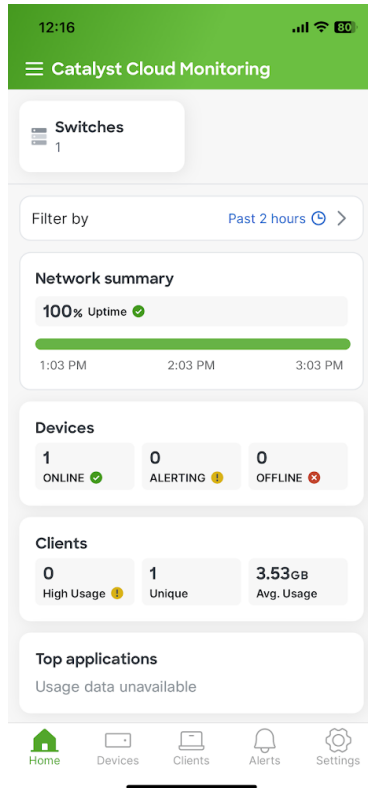 12:16
80
Catalyst Cloud Monitoring
Switches
1
Filter by Past 2 hours
Network summary
100% Uptime
1:03 PM 2:03 PM 3:03 PM
Devices
1 0 0
ONLINE ALERTING OFFLINE
Clients
0 1 3.53GB
High Usage Unique Avg. Usage
Top applications
Usage data unavailable
Home Devices Clients Alerts Settings